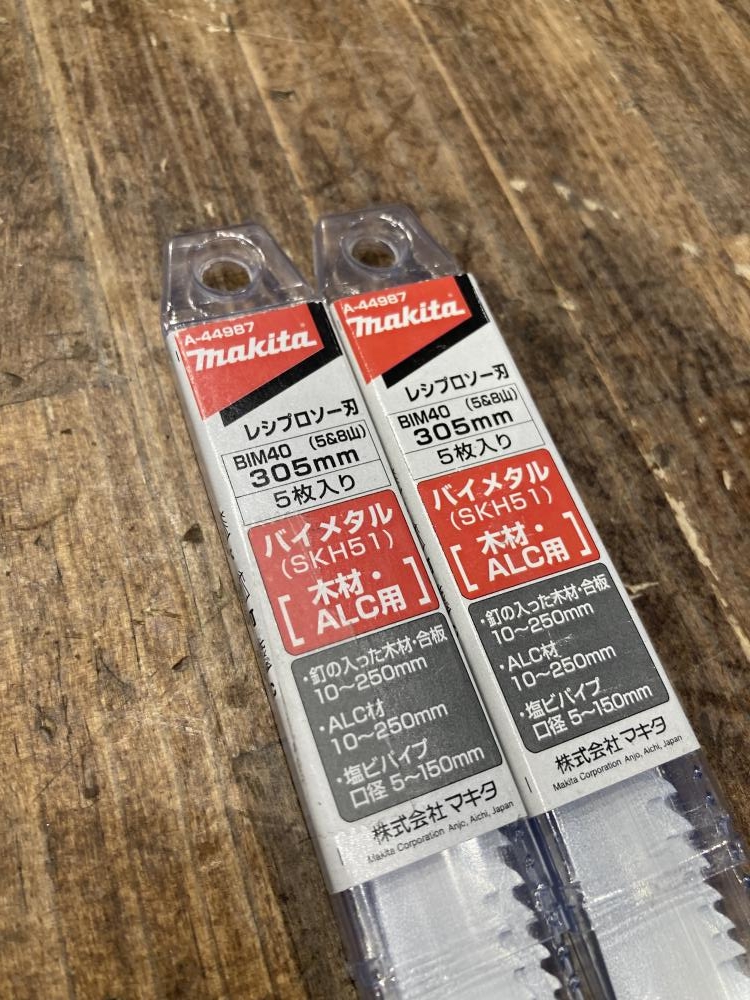 A-44987
makita
レシプロソー刃
BIM40 (5&8山)
305mm
5枚入り
バイメタル
(SKH51)
[木材・
ALC用]
・釘の入った木材・合板
10～250mm
・ALC材
10～250mm
・塩ビパイプ
口径 5～150mm
株式会社マキタ
Makita Corporation Anjo, Aichi, Japan
A-44987
makita
レシプロソー刃
BIM40 (5&8山)
305mm
5枚入り
バイメタル
(SKH51)
[木材・
ALC用]
・釘の入った木材・合板
10～250mm
・ALC材
10～250mm
・塩ビパイプ
口径 5～150mm
株式会社マキタ
Makita Corporation Anjo, Aichi, Japan